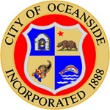 CITY OF OCEANSIDE
INCORPORATED 1888